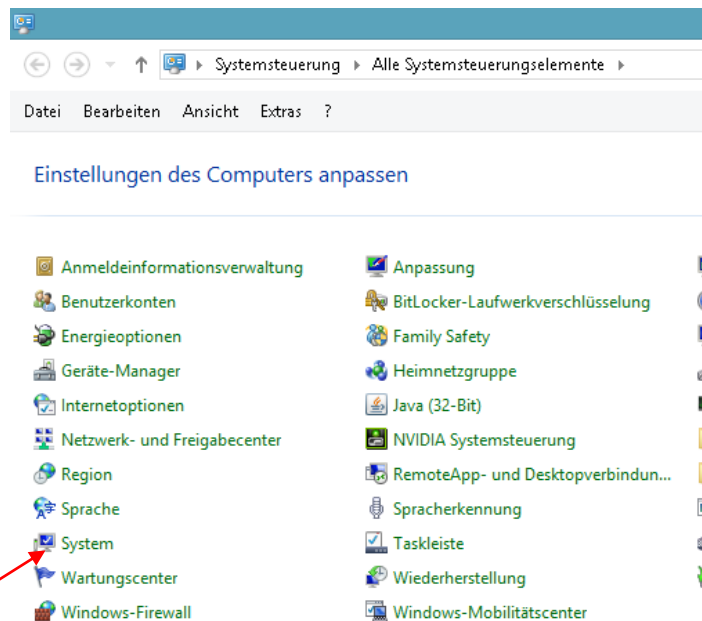 Systemsteuerung Alle Systemsteuerungselemente
Datei Bearbeiten Ansicht Extras ?
Einstellungen des Computers anpassen
Anmeldeinformationsverwaltung
Benutzerkonten
Energieoptionen
Geräte-Manager
Internetoptionen
Netzwerk- und Freigabecenter
Region
Sprache
System
Wartungscenter
Windows-Firewall
Anpassung
BitLocker-Laufwerkverschlüsselung
Family Safety
Heimnetzgruppe
Java (32-Bit)
NVIDIA Systemsteuerung
RemoteApp- und Desktopverbindun...
Spracherkennung
Taskleiste
Wiederherstellung
Windows-Mobilitätscenter